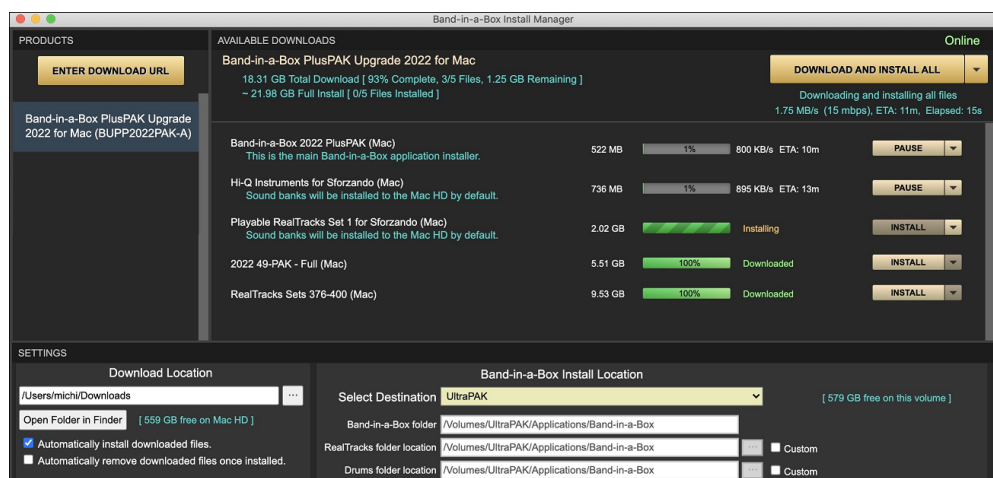 Band-in-a-Box Install Manager
PRODUCTS
AVAILABLE DOWNLOADS
Online
ENTER DOWNLOAD URL
Band-in-a-Box PlusPAK Upgrade 2022 for Mac
18.31 GB Total Download [ 93% Complete, 3/5 Files, 1.25 GB Remaining ]
~ 21.98 GB Full Install [ 0/5 Files Installed ]
DOWNLOAD AND INSTALL ALL
Downloading and installing all files
1.75 MB/s (15 mbps), ETA: 11m, Elapsed: 15s
Band-in-a-Box PlusPAK Upgrade
2022 for Mac (BUPP2022PAK-A)
Band-in-a-Box 2022 PlusPAK (Mac)
This is the main Band-in-a-Box application installer.
522 MB
1%
800 KB/s ETA: 10m
PAUSE
Hi-Q Instruments for Sforzando (Mac)
Sound banks will be installed to the Mac HD by default.
736 MB
1%
895 KB/s ETA: 13m
PAUSE
Playable RealTracks Set 1 for Sforzando (Mac)
Sound banks will be installed to the Mac HD by default.
2.02 GB
Installing
INSTALL
2022 49-PAK - Full (Mac)
5.51 GB
100%
Downloaded
INSTALL
RealTracks Sets 376-400 (Mac)
9.53 GB
100%
Downloaded
INSTALL
SETTINGS
Download Location
/Users/michi/Downloads
...
Open Folder in Finder
[ 559 GB free on Mac HD ]
Automatically install downloaded files.
Automatically remove downloaded files once installed.
Band-in-a-Box Install Location
Select Destination
UltraPAK
[ 579 GB free on this volume ]
Band-in-a-Box folder
/Volumes/UltraPAK/Applications/Band-in-a-Box
RealTracks folder location
/Volumes/UltraPAK/Applications/Band-in-a-Box
...
Custom
Drums folder location
/Volumes/UltraPAK/Applications/Band-in-a-Box
...
Custom